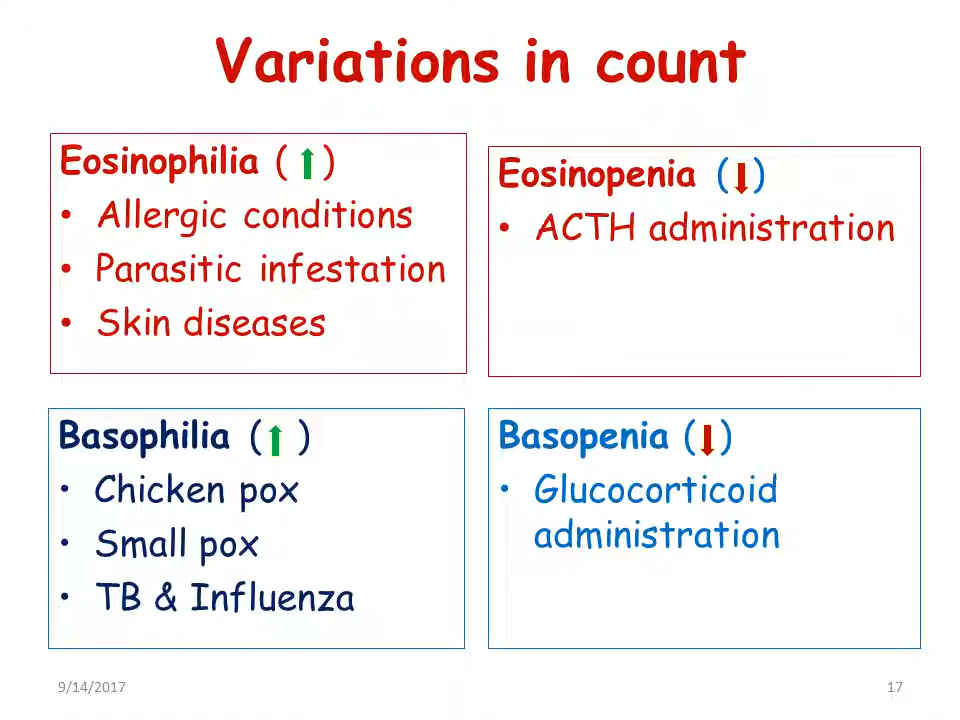 Variations in count
Eosinophilia ( )
• Allergic conditions
• Parasitic infestation
• Skin diseases
Eosinopenia ( )
• ACTH administration
Basophilia ( )
• Chicken pox
• Small pox
• TB & Influenza
Basopenia ( )
• Glucocorticoid
administration
9/14/2017
17